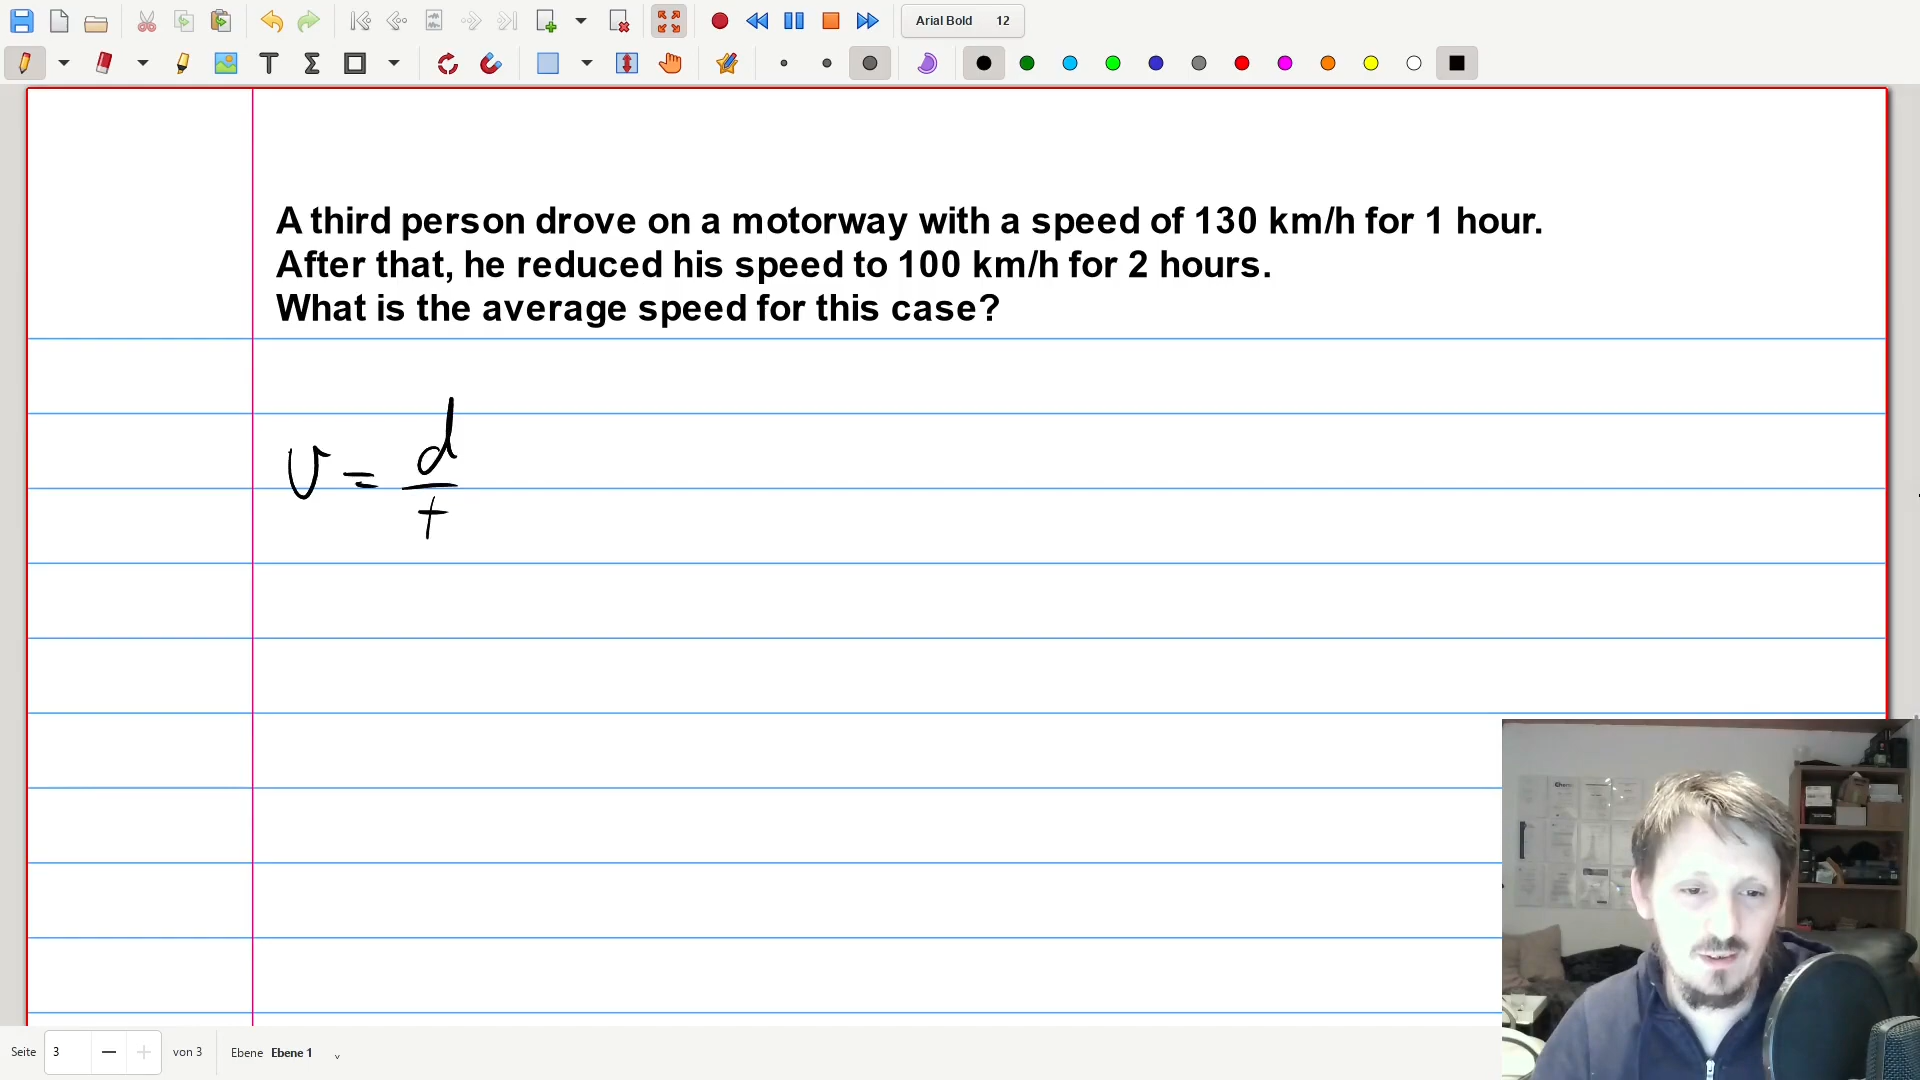 Arial Bold 12
A third person drove on a motorway with a speed of 130 km/h for 1 hour.
After that, he reduced his speed to 100 km/h for 2 hours.
What is the average speed for this case?
v = d/t
Seite 3 von 3 Ebene Ebene 1